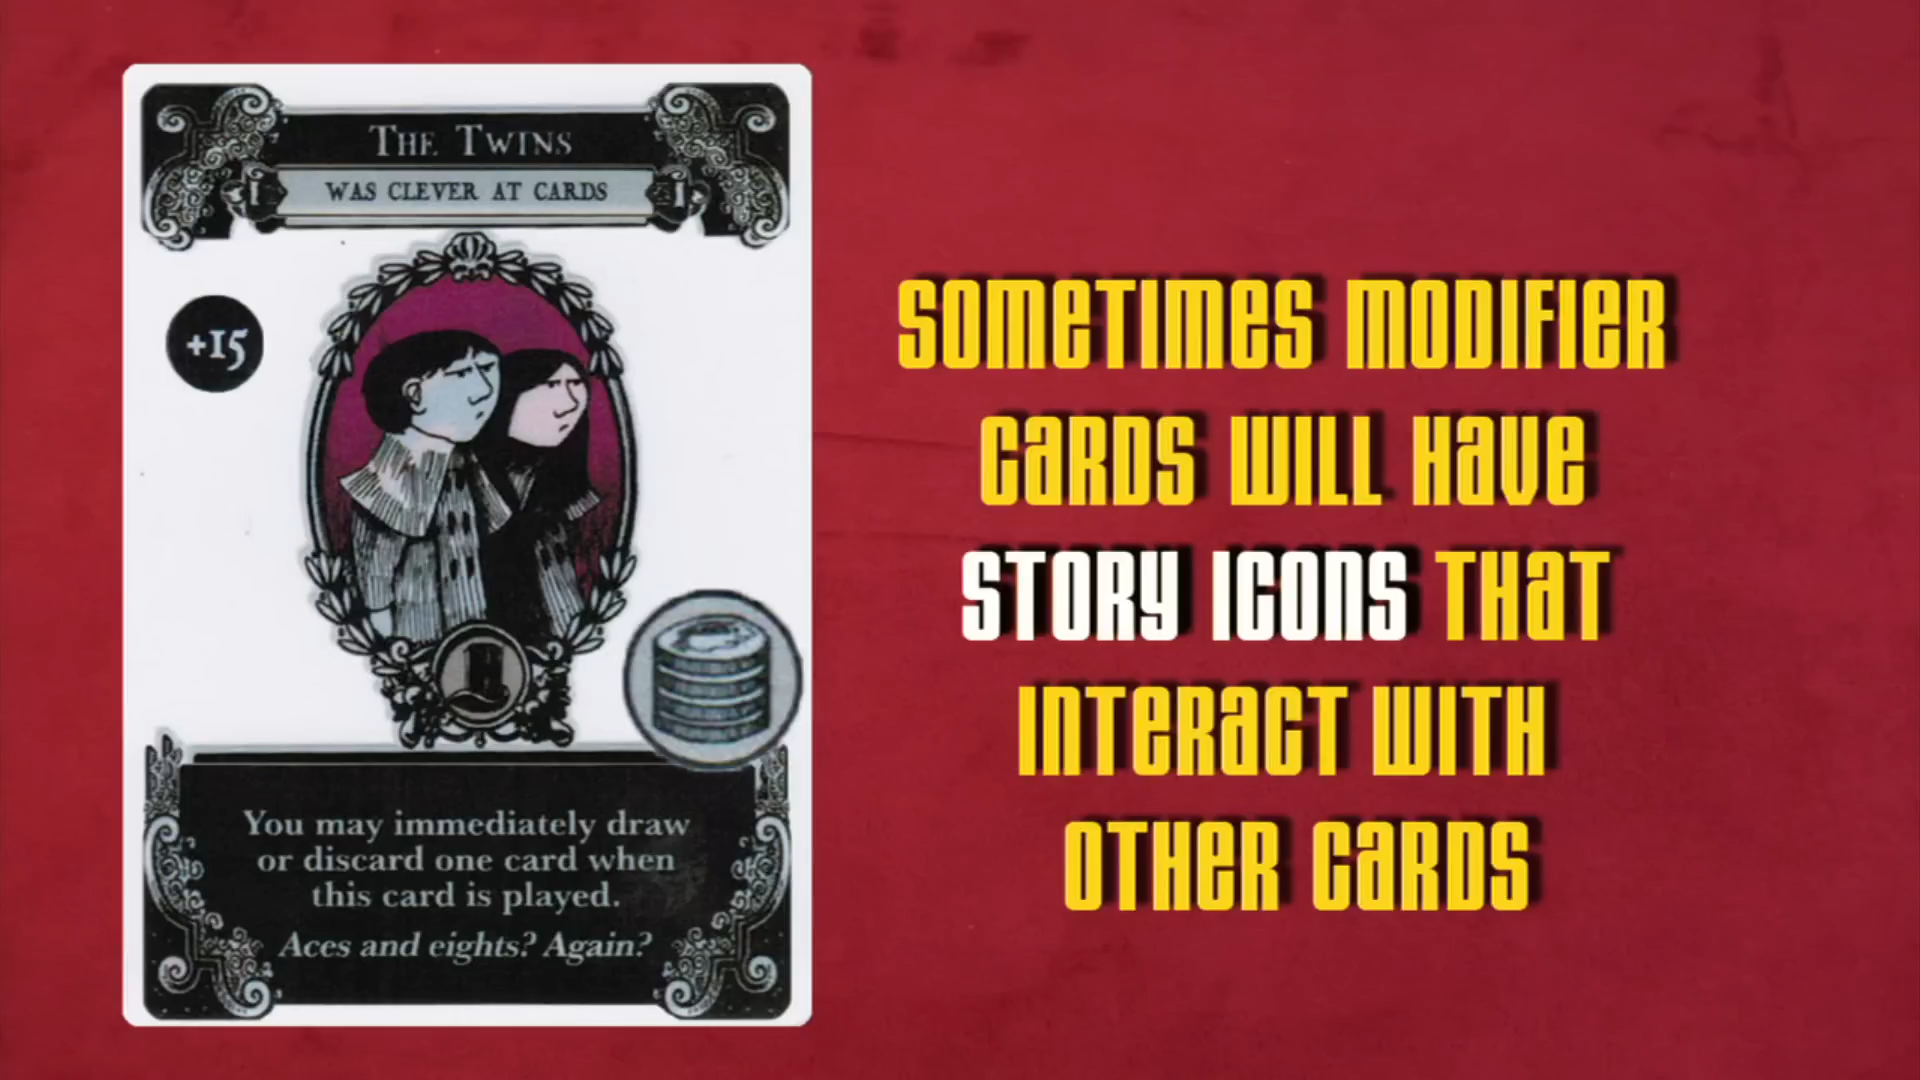 The Twins
WAS CLEVER AT CARDS
+15
You may immediately draw
or discard one card when
this card is played.
Aces and eights? Again?
SOMETIMES MODIFIER
CARDS WILL HAVE
STORY ICONS THAT
INTERACT WITH
OTHER CARDS